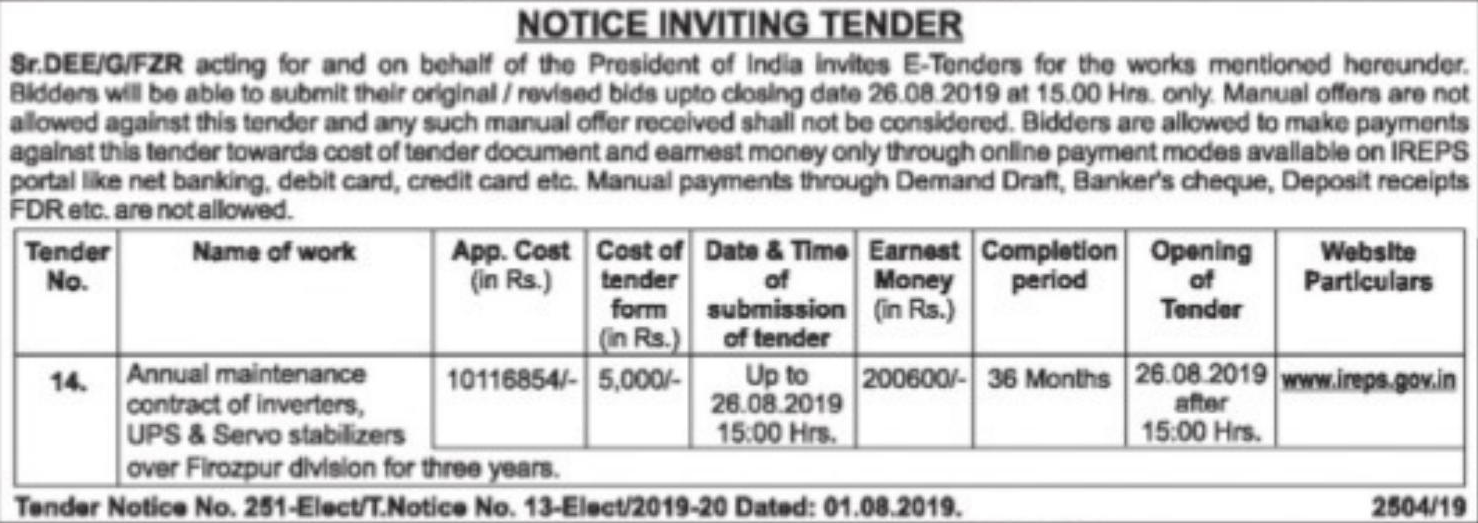 NOTICE INVITING TENDER
Sr.DEE/G/FZR acting for and on behalf of the President of India invites E-Tenders for the works mentioned hereunder.
Bidders will be able to submit their original / revised bids upto closing date 26.08.2019 at 15.00 Hrs. only. Manual offers are not
allowed against this tender and any such manual offer received shall not be considered. Bidders are allowed to make payments
against this tender towards cost of tender document and earnest money only through online payment modes available on IREPS
portal like net banking, debit card, credit card etc. Manual payments through Demand Draft, Banker's cheque, Deposit receipts
FDR etc. are not allowed.
Tender No.
Name of work
App. Cost (in Rs.)
Cost of tender form (in Rs.)
Date & Time of submission of tender
Earnest Money (in Rs.)
Completion period
Opening of Tender
Website Particulars
14.
Annual maintenance
contract of inverters,
UPS & Servo stabilizers
over Firozpur division for three years.
10116854/-
5,000/-
Up to
26.08.2019
15:00 Hrs.
200600/-
36 Months
26.08.2019
after
15:00 Hrs.
www.ireps.gov.in
Tender Notice No. 251-Elect/T.Notice No. 13-Elect/2019-20 Dated: 01.08.2019.
2504/19